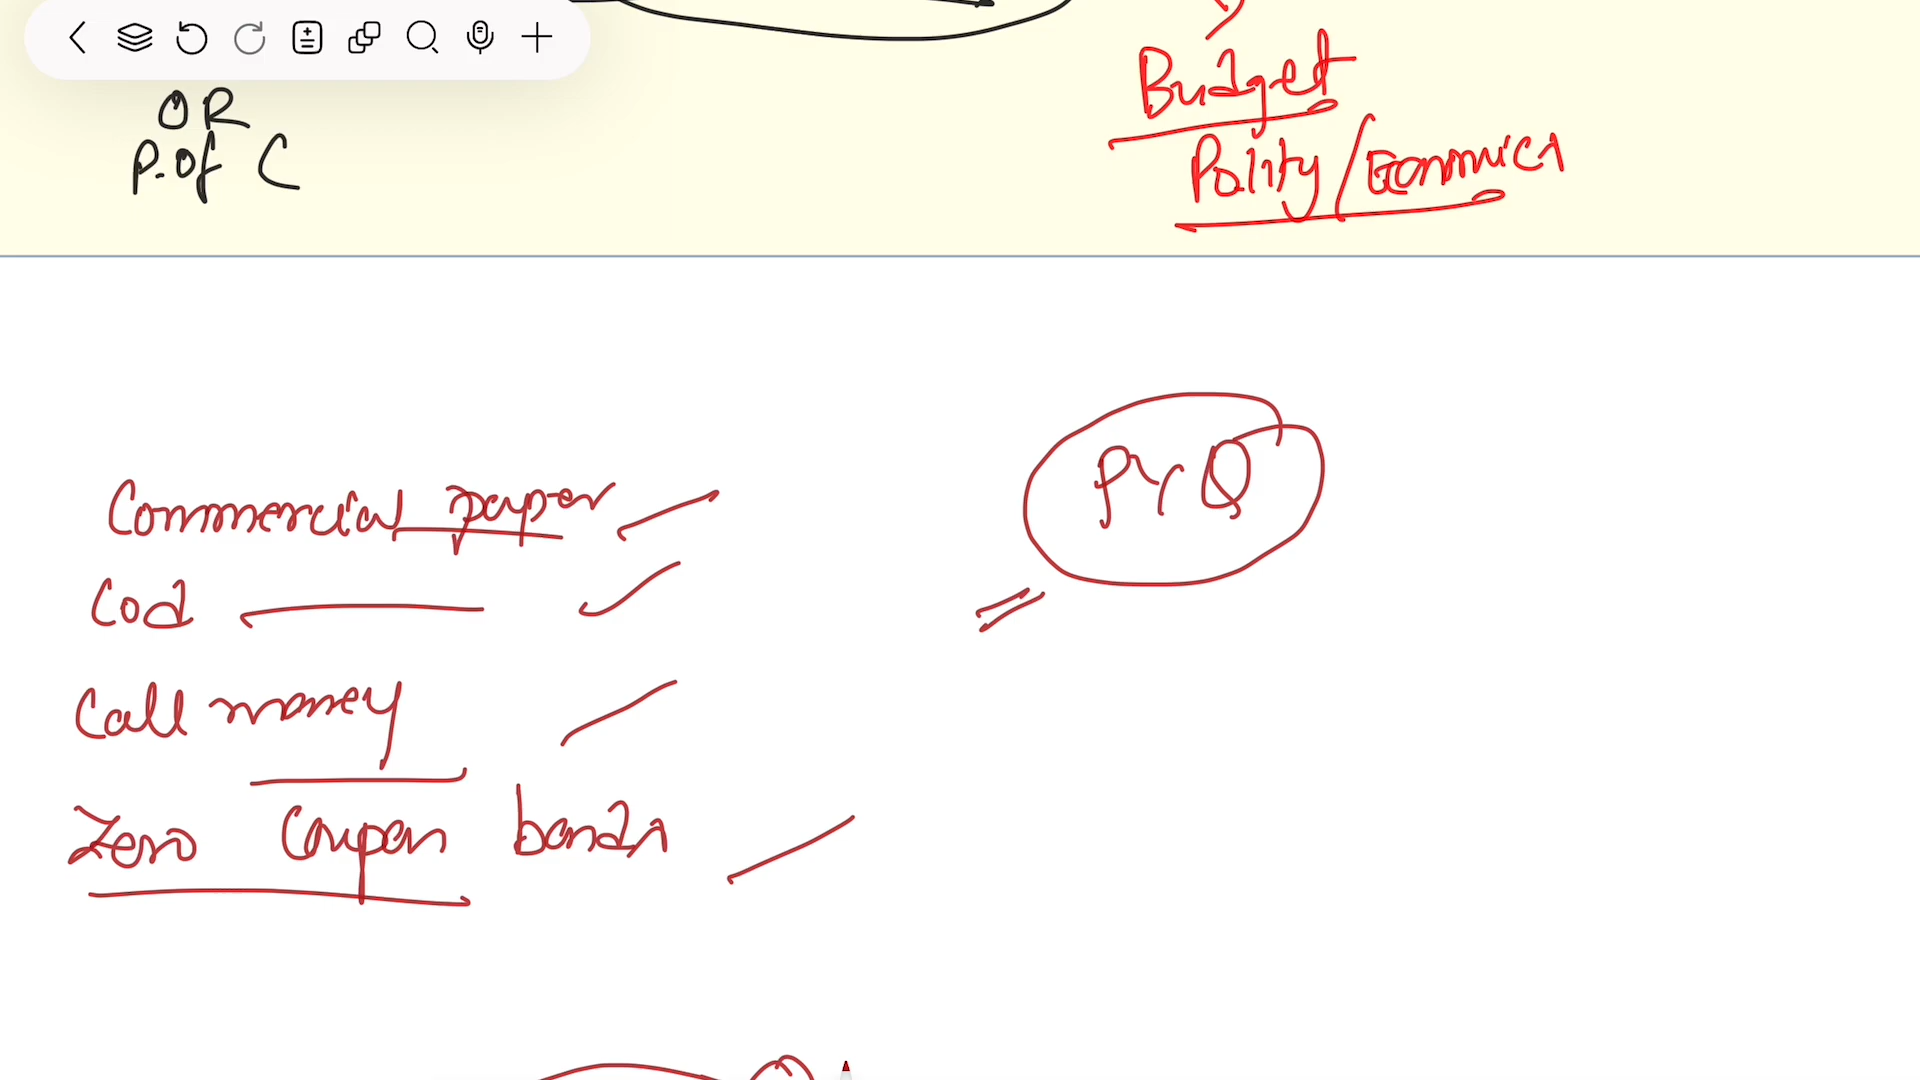 OR
P. of C
Budget
Polity/Economics
Commercial paper
PYQ
Cod
Call money
Zero Coupon bonds